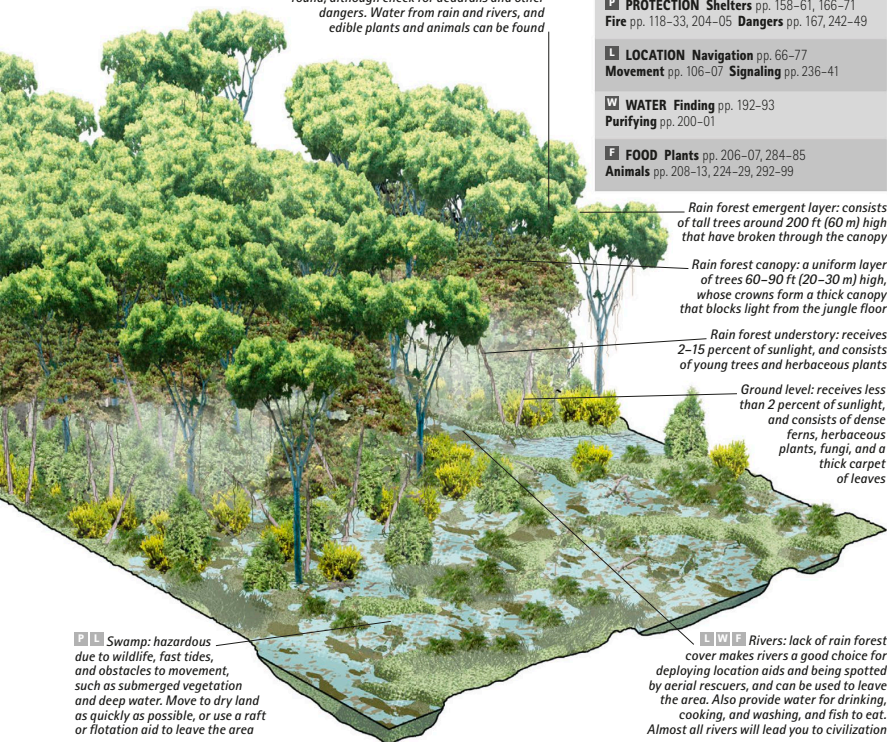 dangers. Water from rain and rivers, and
edible plants and animals can be found
P PROTECTION Shelters pp. 158–61, 166–71
Fire pp. 118–33, 204–05 Dangers pp. 167, 242–49
L LOCATION Navigation pp. 66–77
Movement pp. 106–07 Signaling pp. 236–41
W WATER Finding pp. 192–93
Purifying pp. 200–01
F FOOD Plants pp. 206–07, 284–85
Animals pp. 208–13, 224–29, 292–99
Rain forest emergent layer: consists
of tall trees around 200 ft (60 m) high
that have broken through the canopy
Rain forest canopy: a uniform layer
of trees 60–90 ft (20–30 m) high,
whose crowns form a thick canopy
that blocks light from the jungle floor
Rain forest understory: receives
2–15 percent of sunlight, and consists
of young trees and herbaceous plants
Ground level: receives less
than 2 percent of sunlight,
and consists of dense
ferns, herbaceous
plants, fungi, and a
thick carpet
of leaves
P L Swamp: hazardous
due to wildlife, fast tides,
and obstacles to movement,
such as submerged vegetation
and deep water. Move to dry land
as quickly as possible, or use a raft
or flotation aid to leave the area
L W F Rivers: lack of rain forest
cover makes rivers a good choice for
deploying location aids and being spotted
by aerial rescuers, and can be used to leave
the area. Also provide water for drinking,
cooking, and washing, and fish to eat.
Almost all rivers will lead you to civilization